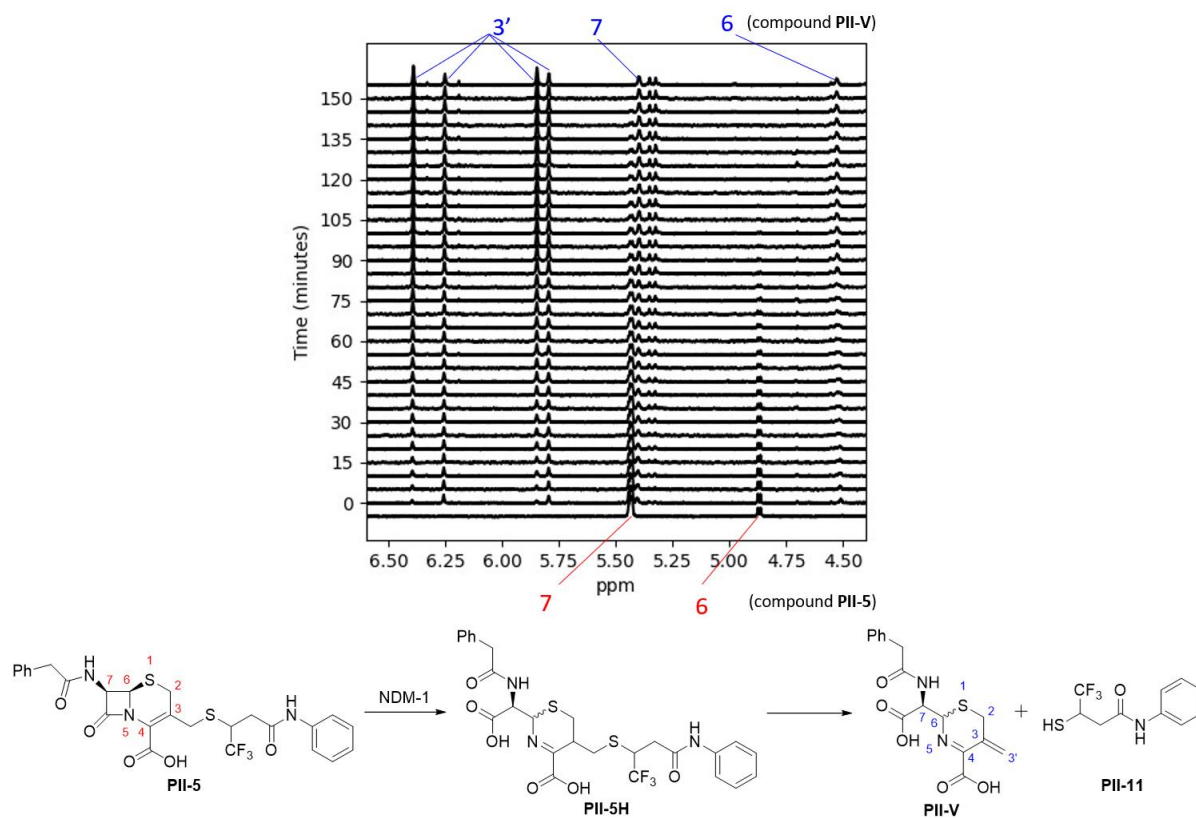 3’ 7 6 (compound PII-V)
150
135
120
105
90
75
60
45
30
15
0
Time (minutes)
6.50 6.25 6.00 5.75 5.50 5.25 5.00 4.75 4.50
ppm
7 6 (compound PII-5)
Ph
O
H
N
7
6
1
S
2
3
4
5
N
O
O
OH
S
CF3
O
H
N
PII-5
NDM-1
Ph
O
NH
O
OH
S
N
O
OH
S
CF3
O
H
N
PII-5H
Ph
O
NH
O
OH
7
6
1
S
2
3
3'
4
5
N
O
OH
PII-V
+
CF3
HS
O
N
H
PII-11